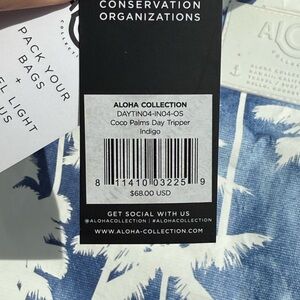 CONSERVATION
ORGANIZATIONS
PACK YOUR
BAGS
+
LIGHT
ALOHA COLLECTION
DAYTIN04-IN04-OS
Coco Palms Day Tripper
Indigo
8 11410 03225 9
$68.00 USD
GET SOCIAL WITH US
@ALOHACOLLECTION | #ALOHACOLLECTION
WWW.ALOHA-COLLECTION.COM